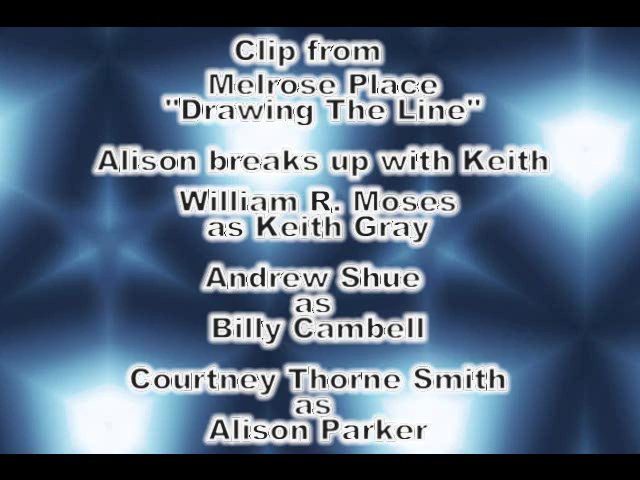 Clip from
Melrose Place
"Drawing The Line"
Alison breaks up with Keith
William R. Moses
as Keith Gray
Andrew Shue
as
Billy Cambell
Courtney Thorne Smith
as
Alison Parker